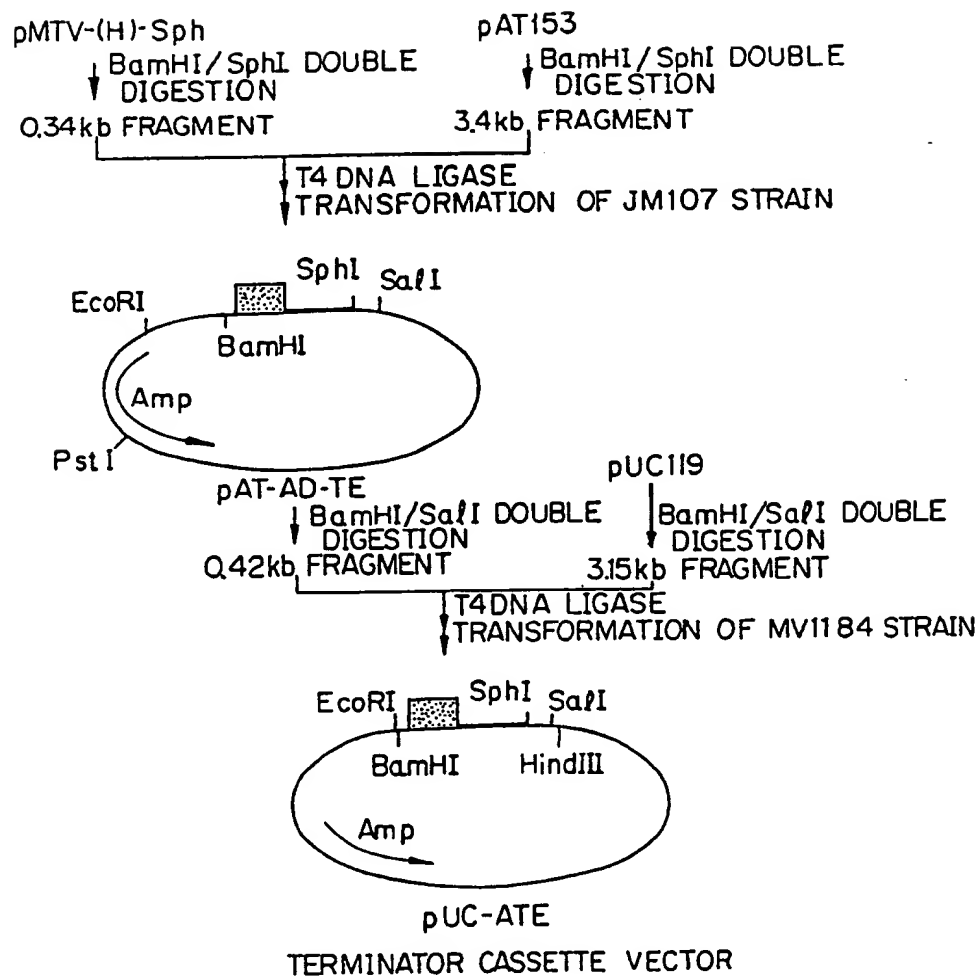 pMTV-(H)-Sph
pAT153
BamHI/SphI DOUBLE
DIGESTION
BamHI/SphI DOUBLE
DIGESTION
0.34kb FRAGMENT
3.4kb FRAGMENT
T4 DNA LIGASE
TRANSFORMATION OF JM107 STRAIN
EcoRI
SphI
SalI
BamHI
Amp
PstI
pAT-AD-TE
pUC119
BamHI/SalI DOUBLE
DIGESTION
BamHI/SalI DOUBLE
DIGESTION
0.42kb FRAGMENT
3.15kb FRAGMENT
T4 DNA LIGASE
TRANSFORMATION OF MV1184 STRAIN
EcoRI
SphI
SalI
BamHI
HindIII
Amp
pUC-ATE
TERMINATOR CASSETTE VECTOR